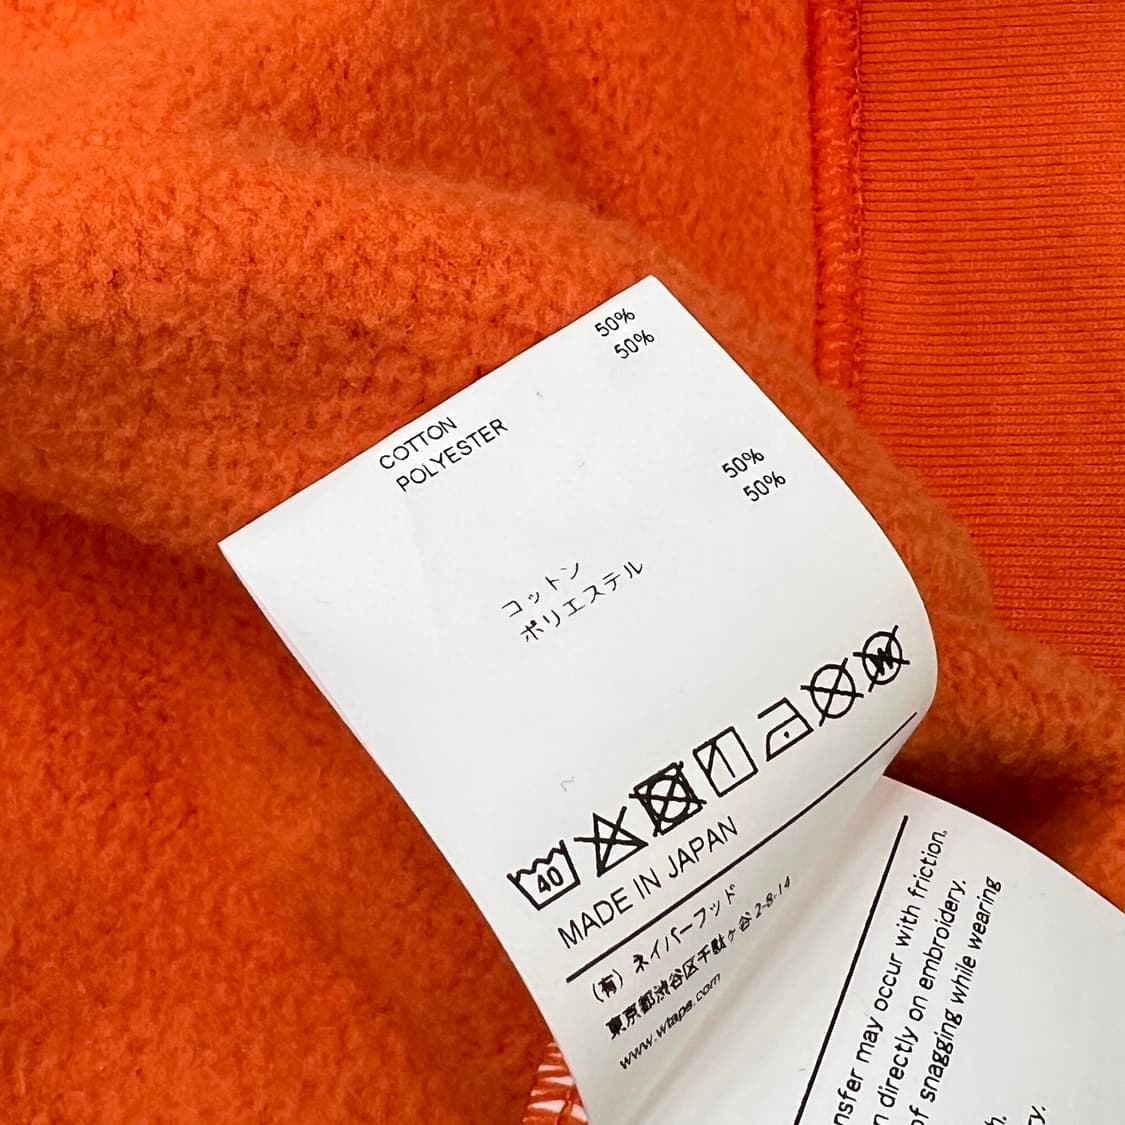 COTTON 50%
POLYESTER 50%
コットン 50%
ポリエステル 50%
40
W
MADE IN JAPAN
(有) ネイバーフッド
東京都渋谷区千駄ヶ谷 2-8-14
www.wtaps.com
nsfer may occur with friction.
n directly on embroidery.
of snagging while wearing
h.
ry.